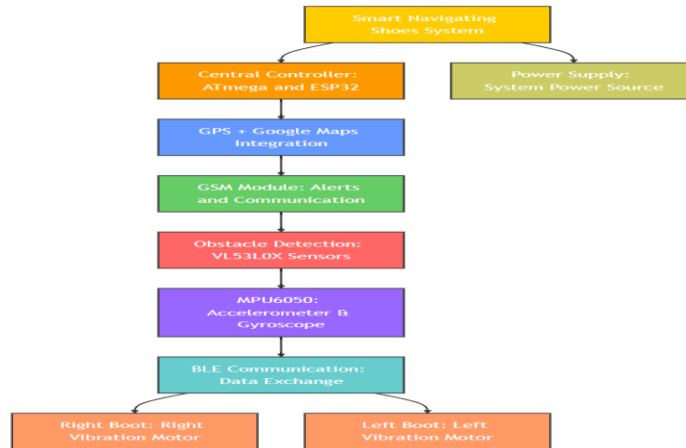 Smart Navigating
Shoes System
Central Controller:
ATmega and ESP32
Power Supply:
System Power Source
GPS + Google Maps
Integration
GSM Module: Alerts
and Communication
Obstacle Detection:
VL53L0X Sensors
MPU6050:
Accelerometer &
Gyroscope
BLE Communication:
Data Exchange
Right Boot: Right
Vibration Motor
Left Boot: Left
Vibration Motor